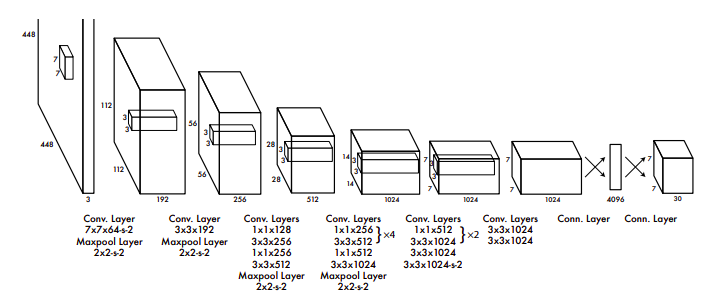 448
448
7
7
3
112
112
3
3
192
56
56
3
3
256
28
28
3
3
512
14
14
3
3
1024
7
7
3
3
1024
7
7
1024
4096
7
7
30
Conv. Layer
7x7x64-s-2
Maxpool Layer
2x2-s-2
Conv. Layer
3x3x192
Maxpool Layer
2x2-s-2
Conv. Layers
1x1x128
3x3x256
1x1x256
3x3x512
Maxpool Layer
2x2-s-2
Conv. Layers
1x1x256
3x3x512
}×4
1x1x512
3x3x1024
Maxpool Layer
2x2-s-2
Conv. Layers
1x1x512
3x3x1024
}×2
3x3x1024
3x3x1024-s-2
Conv. Layers
3x3x1024
3x3x1024
Conn. Layer
Conn. Layer